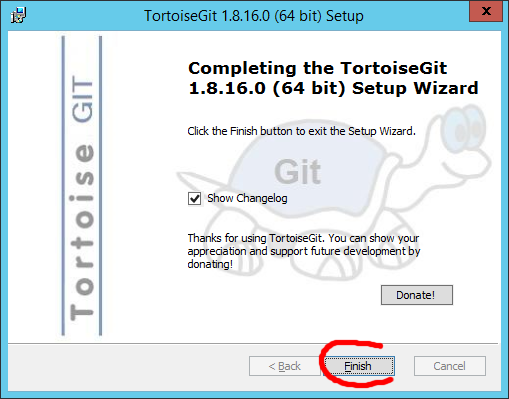 TortoiseGit 1.8.16.0 (64 bit) Setup
x
Tortoise GIT
Completing the TortoiseGit
1.8.16.0 (64 bit) Setup Wizard
Click the Finish button to exit the Setup Wizard.
Git
Show Changelog
Thanks for using TortoiseGit. You can show your
appreciation and support future development by
donating!
Donate!
< Back
Finish
Cancel